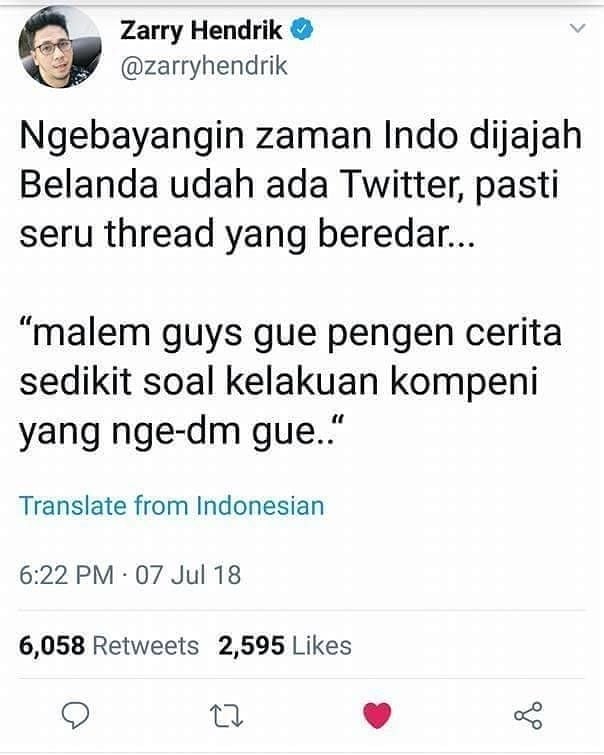 Zarry Hendrik
@zarryhendrik
Ngebayangin zaman Indo dijajah
Belanda udah ada Twitter, pasti
seru thread yang beredar...
“malem guys gue pengen cerita
sedikit soal kelakuan kompeni
yang nge-dm gue..“
Translate from Indonesian
6:22 PM · 07 Jul 18
6,058 Retweets 2,595 Likes